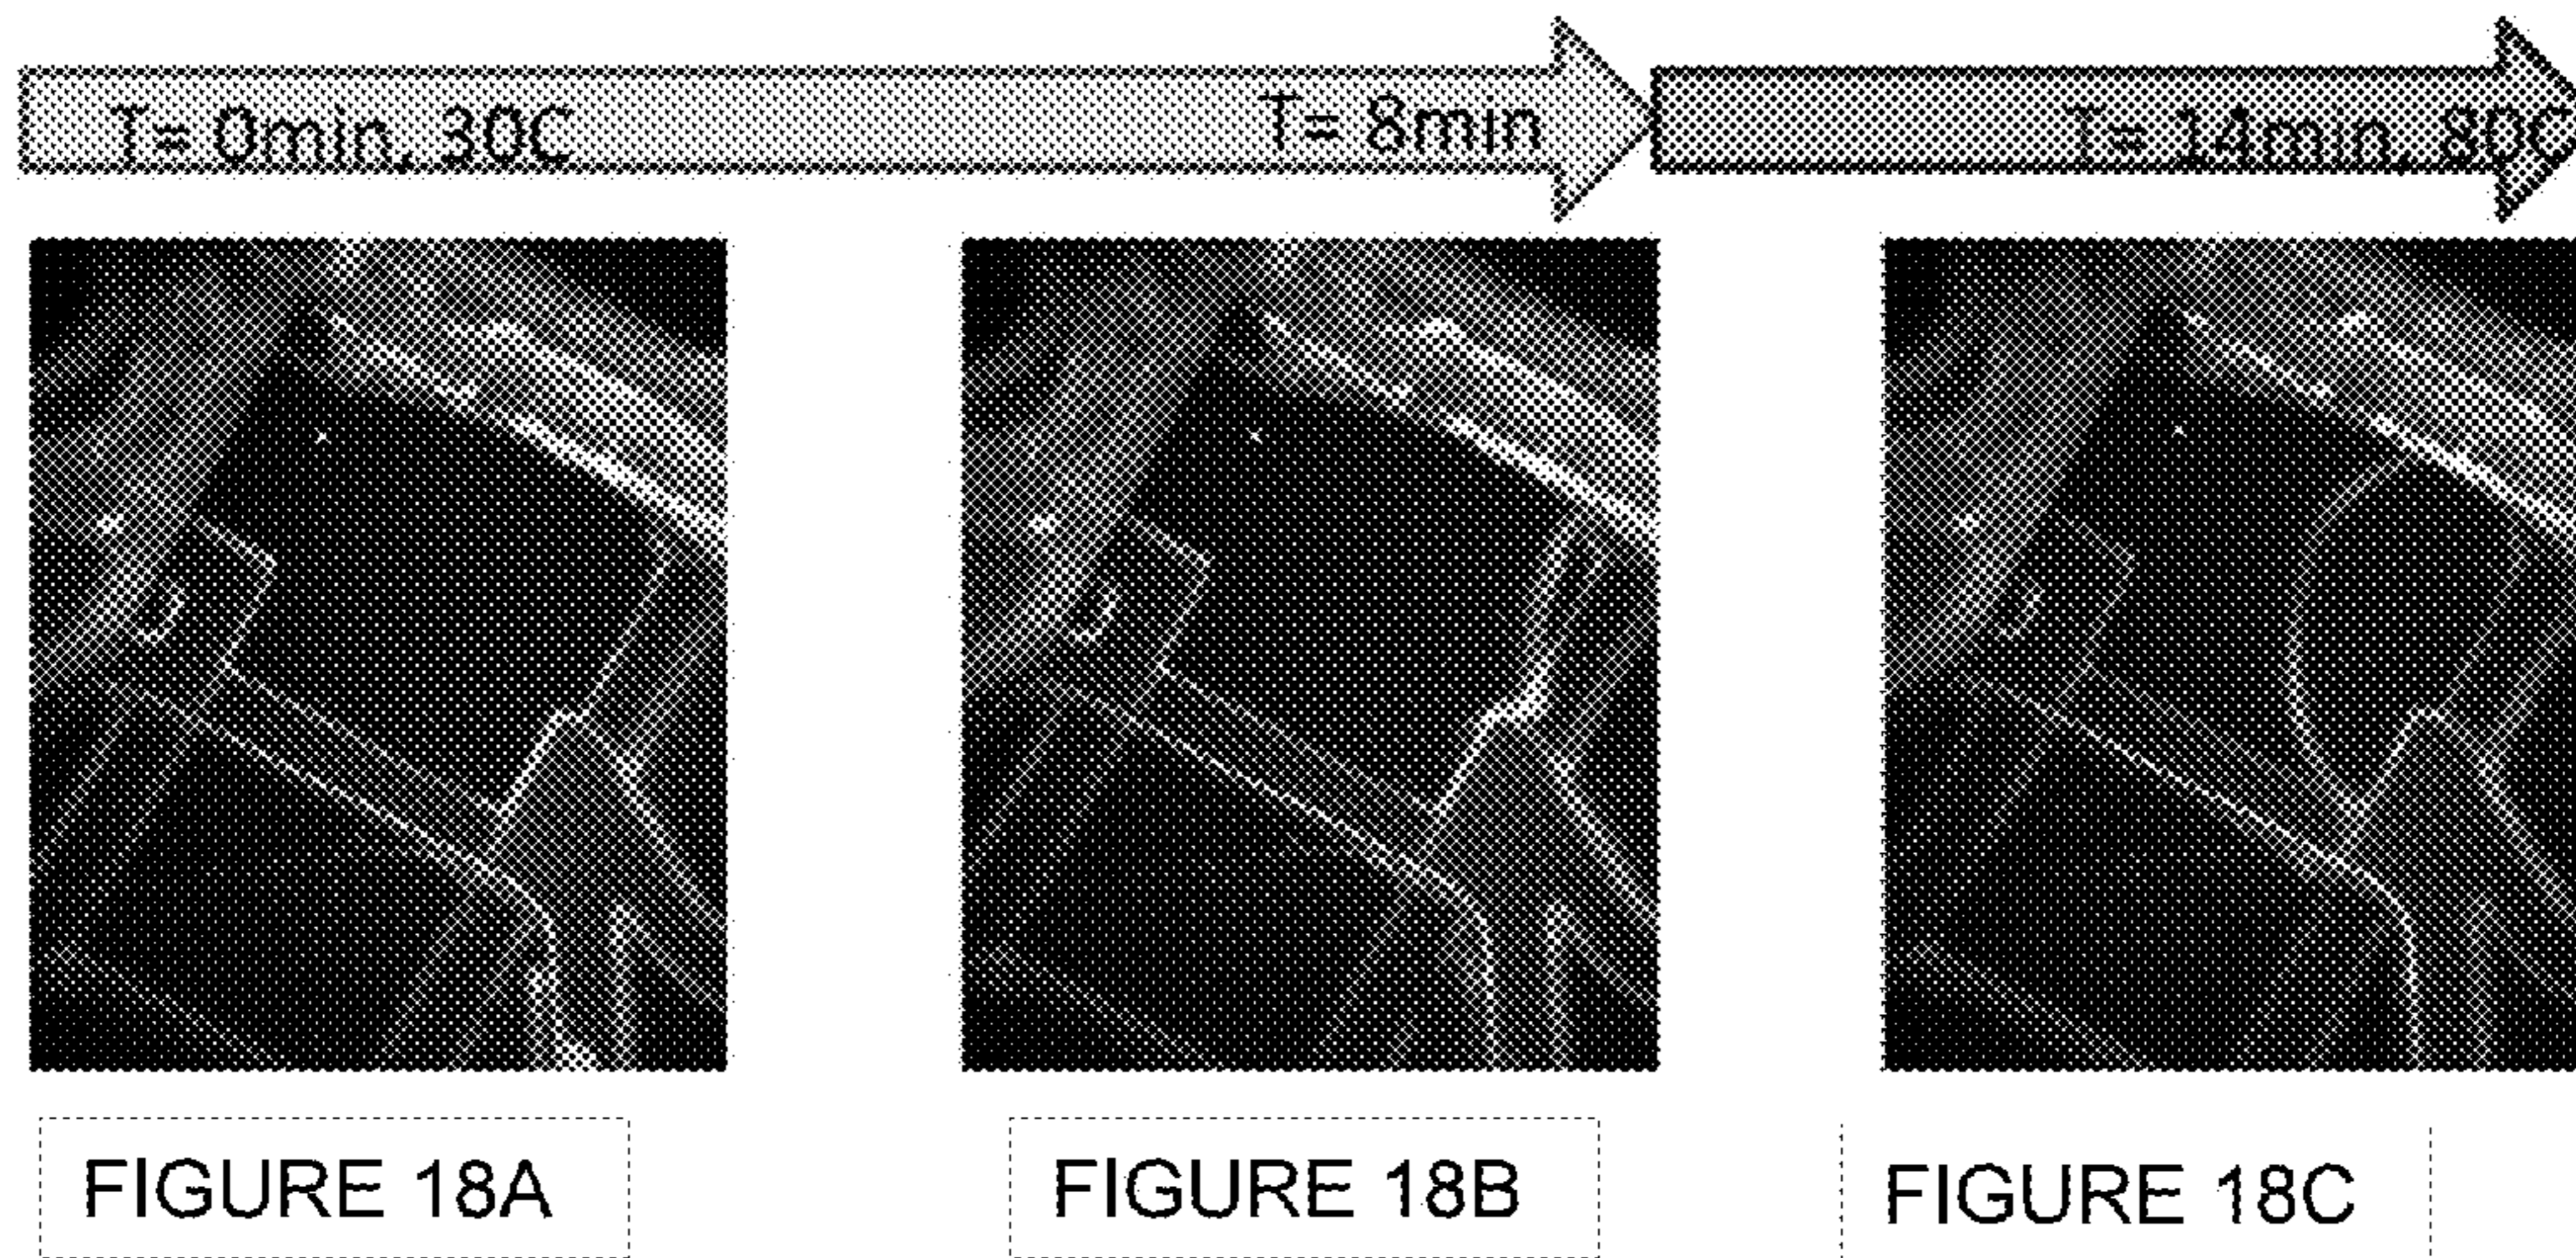 T= 0min, 30C
T= 8min
T= 14min, 80C
FIGURE 18A
FIGURE 18B
FIGURE 18C